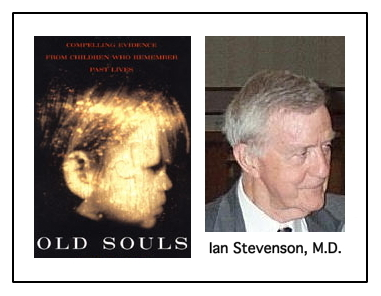 COMPELLING EVIDENCE
FROM CHILDREN WHO REMEMBER
PAST LIVES
OLD SOULS
Ian Stevenson, M.D.